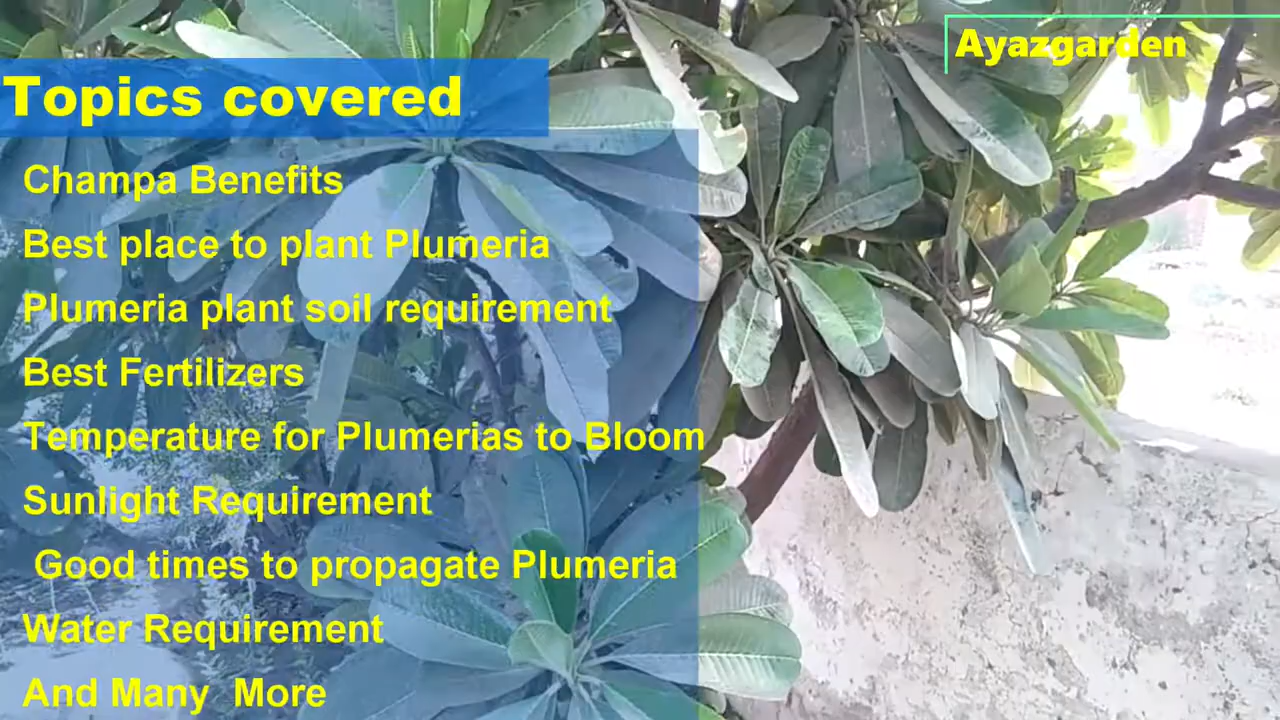 Ayazgarden
Topics covered
Champa Benefits
Best place to plant Plumeria
Plumeria plant soil requirement
Best Fertilizers
Temperature for Plumerias to Bloom
Sunlight Requirement
Good times to propagate Plumeria
Water Requirement
And Many  More